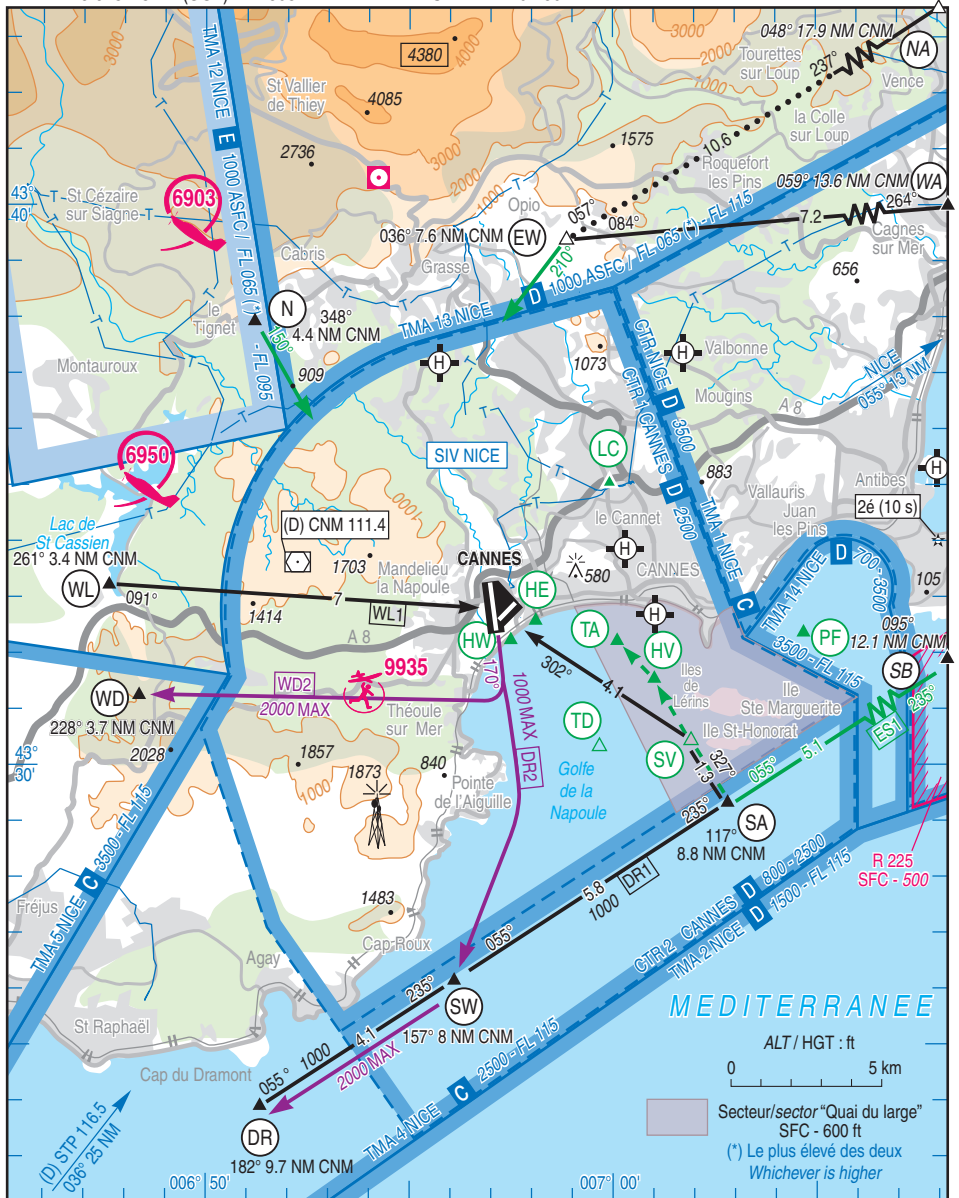 048° 17.9 NM CNM
NA
237°
Tourettes
sur Loup
Vence
la Colle
sur Loup
10.6
Roquefort
les Pins
059° 13.6 NM CNM
WA
264°
7.2
Cagnes
sur Mer
656
3000
TMA 12 NICE E 1000 ASFC / FL 065 (*) - FL 095
4380
4000
St Vallier
de Thiey
4085
2736
3000
2000
1000
3000
2000
1000
1575
43°
40'
St Cézaire
sur Siagne
6903
Opio
036° 7.6 NM CNM
EW
057°
084°
210°
Cabris
Grasse
le
Tignet
N
348°
4.4 NM CNM
150°
909
Montauroux
TMA 13 NICE D 1000 ASFC / FL 065 (*) - FL 115
H
1073
H
Valbonne
Mougins
A 8
NICE
055° 13 NM
CTR NICE D 3500
CTR 1 CANNES D 2500
TMA 1 NICE C
6950
SIV NICE
LC
883
Antibes
H
Vallauris
Juan
les Pins
2é (10 s)
Lac de
St Cassien
(D) CNM 111.4
1000
1703
CANNES
le Cannet
H
CANNES
580
261° 3.4 NM CNM
WL
091°
7
WL1
Mandelieu
la Napoule
1414
A 8
HE
HW
TA
HV
H
TMA 14 NICE
D
700 - 3500
3500 - FL 115
105
095°
12.1 NM CNM
PF
SB
235°
WD
WD2
2000 MAX
9935
228° 3.7 NM CNM
2028
170°
1000 MAX
DR2
302°
4.1
Iles
de
Lérins
Ile
Ste Marguerite
Ile St-Honorat
Théoule
sur Mer
TD
SV
327°
1.3
ES1
5.1
055°
43°
30'
1857
1000
1873
840
Pointe
de l'Aiguille
Golfe
de la
Napoule
235°
SA
117°
8.8 NM CNM
R 225
SFC - 500
TMA 5 NICE C 3500 - FL 115
Fréjus
1483
5.8
1000
DR1
CTR 2 CANNES D 800 - 2500
TMA 2 NICE D 1500 - FL 115
Cap Roux
055°
Agay
235°
SW
157° 8 NM CNM
St Raphaël
4.1
1000
2000 MAX
055°
Cap du Dramont
DR
182° 9.7 NM CNM
TMA 4 NICE C 2500 - FL 115
(D) STP 116.5
036° 25 NM
MEDITERRANEE
ALT / HGT : ft
0 5 km
Secteur/sector “Quai du large”
SFC - 600 ft
(*) Le plus élevé des deux
Whichever is higher
006° 50'
007° 00'